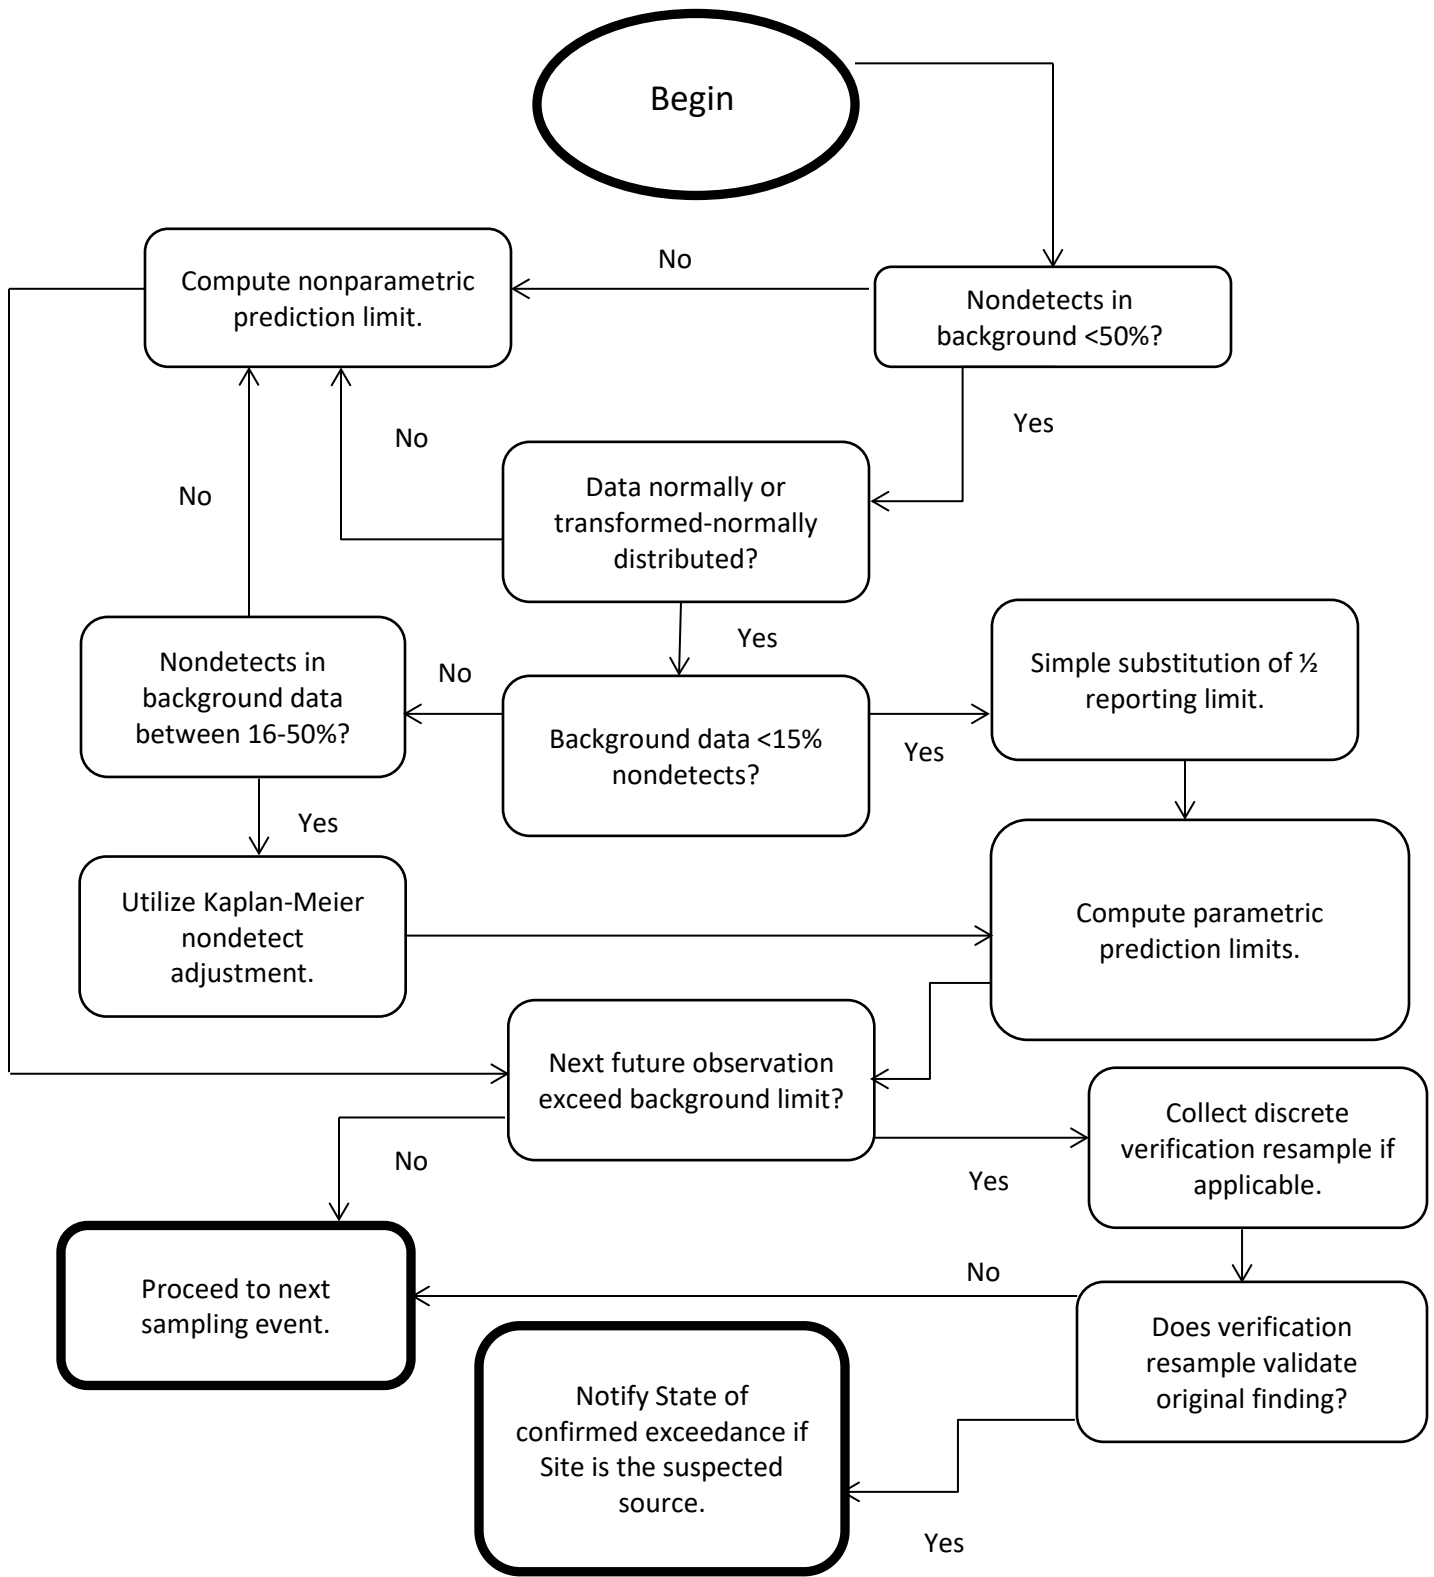 Begin
No
Compute nonparametric
prediction limit.
Nondetects in
background <50%?
Yes
No
No
Data normally or
transformed-normally
distributed?
Yes
Nondetects in
background data
between 16-50%?
No
Background data <15%
nondetects?
Yes
Simple substitution of ½
reporting limit.
Yes
Utilize Kaplan-Meier
nondetect
adjustment.
Compute parametric
prediction limits.
Next future observation
exceed background limit?
No
Yes
Collect discrete
verification resample if
applicable.
Proceed to next
sampling event.
No
Does verification
resample validate
original finding?
Notify State of
confirmed exceedance if
Site is the suspected
source.
Yes